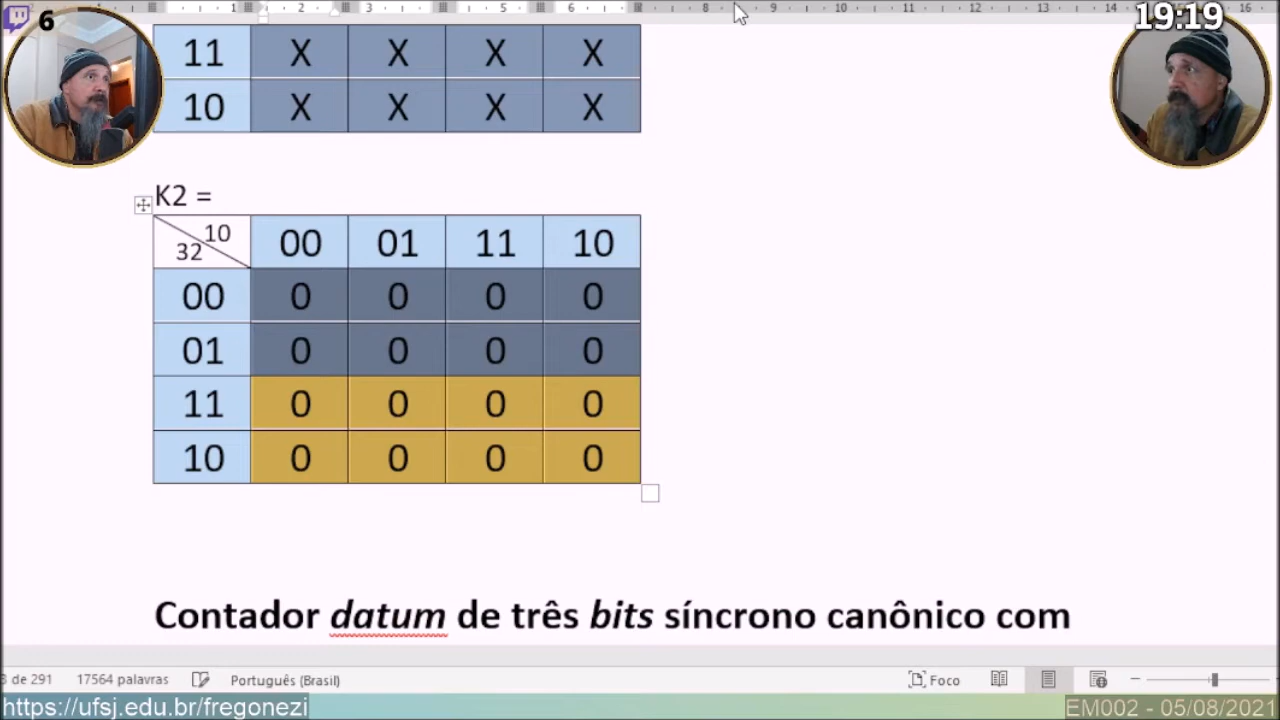 1 2 3 5 6 8 9 10 11 12 13 14 15 16
6
19:19
11 X X X X
10 X X X X
K2 =
10
32
00 01 11 10
00 0 0 0 0
01 0 0 0 0
11 0 0 0 0
10 0 0 0 0
Contador datum de três bits síncrono canônico com
de 291 17564 palavras Português (Brasil) Foco
https://ufsj.edu.br/fregonezi
EM002 - 05/08/2021